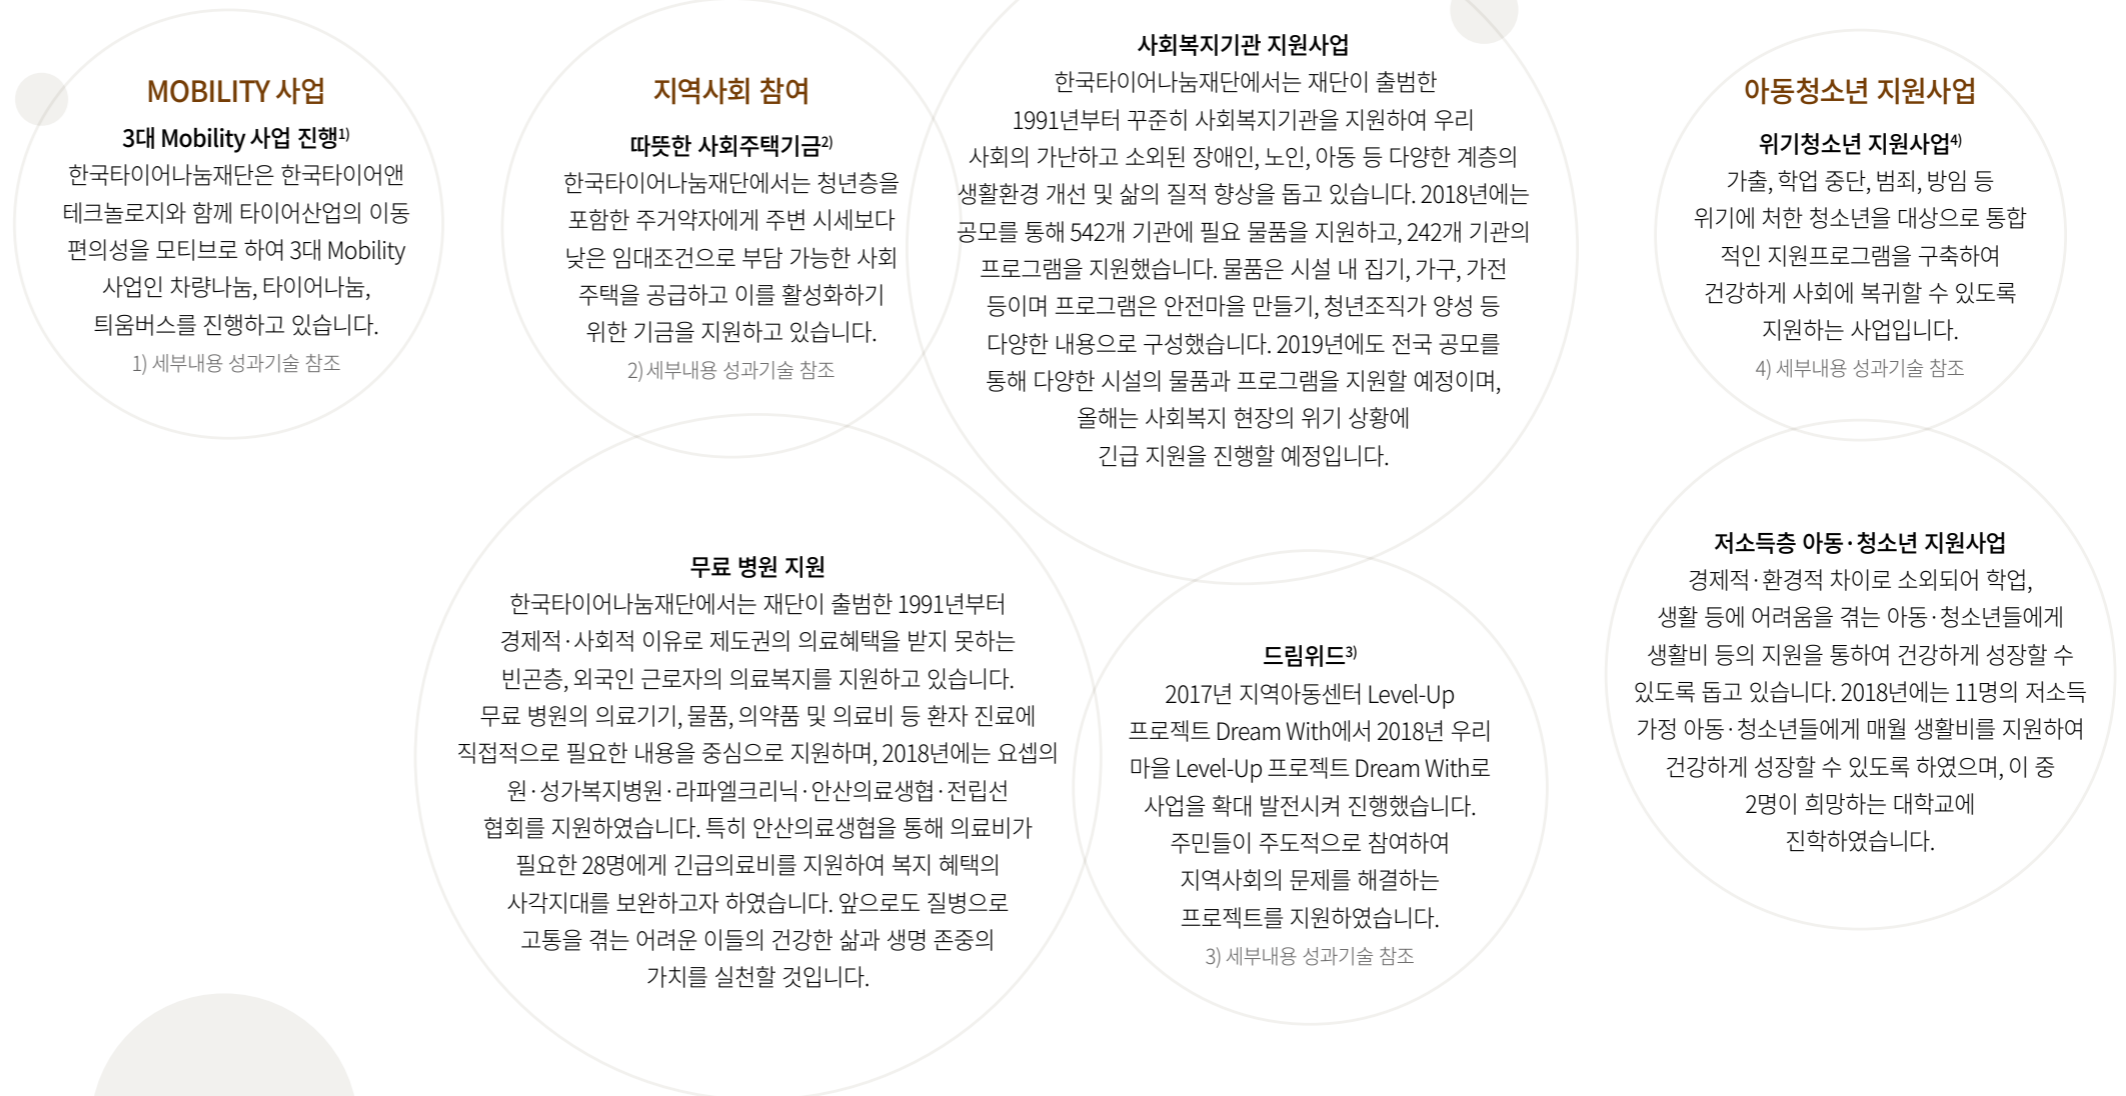 MOBILITY 사업
3대 Mobility 사업 진행1)
한국타이어나눔재단은 한국타이어앤
테크놀로지와 함께 타이어산업의 이동
편의성을 모티브로 하여 3대 Mobility
사업인 차량나눔, 타이어나눔,
틔움버스를 진행하고 있습니다.
1) 세부내용 성과기술 참조
지역사회 참여
따뜻한 사회주택기금2)
한국타이어나눔재단에서는 청년층을
포함한 주거약자에게 주변 시세보다
낮은 임대조건으로 부담 가능한 사회
주택을 공급하고 이를 활성화하기
위한 기금을 지원하고 있습니다.
2) 세부내용 성과기술 참조
사회복지기관 지원사업
한국타이어나눔재단에서는 재단이 출범한
1991년부터 꾸준히 사회복지기관을 지원하여 우리
사회의 가난하고 소외된 장애인, 노인, 아동 등 다양한 계층의
생활환경 개선 및 삶의 질적 향상을 돕고 있습니다. 2018년에는
공모를 통해 542개 기관에 필요 물품을 지원하고, 242개 기관의
프로그램을 지원했습니다. 물품은 시설 내 집기, 가구, 가전
등이며 프로그램은 안전마을 만들기, 청년조직가 양성 등
다양한 내용으로 구성했습니다. 2019년에도 전국 공모를
통해 다양한 시설의 물품과 프로그램을 지원할 예정이며,
올해는 사회복지 현장의 위기 상황에
긴급 지원을 진행할 예정입니다.
무료 병원 지원
한국타이어나눔재단에서는 재단이 출범한 1991년부터
경제적·사회적 이유로 제도권의 의료혜택을 받지 못하는
빈곤층, 외국인 근로자의 의료복지를 지원하고 있습니다.
무료 병원의 의료기기, 물품, 의약품 및 의료비 등 환자 진료에
직접적으로 필요한 내용을 중심으로 지원하며, 2018년에는 요셉의
원·성가복지병원·라파엘크리닉·안산의료생협·전립선
협회를 지원하였습니다. 특히 안산의료생협을 통해 의료비가
필요한 28명에게 긴급의료비를 지원하여 복지 혜택의
사각지대를 보완하고자 하였습니다. 앞으로도 질병으로
고통을 겪는 어려운 이들의 건강한 삶과 생명 존중의
가치를 실천할 것입니다.
드림위드3)
2017년 지역아동센터 Level-Up
프로젝트 Dream With에서 2018년 우리
마을 Level-Up 프로젝트 Dream With로
사업을 확대 발전시켜 진행했습니다.
주민들이 주도적으로 참여하여
지역사회의 문제를 해결하는
프로젝트를 지원하였습니다.
3) 세부내용 성과기술 참조
아동청소년 지원사업
위기청소년 지원사업4)
가출, 학업 중단, 범죄, 방임 등
위기에 처한 청소년을 대상으로 통합
적인 지원프로그램을 구축하여
건강하게 사회에 복귀할 수 있도록
지원하는 사업입니다.
4) 세부내용 성과기술 참조
저소득층 아동·청소년 지원사업
경제적·환경적 차이로 소외되어 학업,
생활 등에 어려움을 겪는 아동·청소년들에게
생활비 등의 지원을 통하여 건강하게 성장할 수
있도록 돕고 있습니다. 2018년에는 11명의 저소득
가정 아동·청소년들에게 매월 생활비를 지원하여
건강하게 성장할 수 있도록 하였으며, 이 중
2명이 희망하는 대학교에
진학하였습니다.